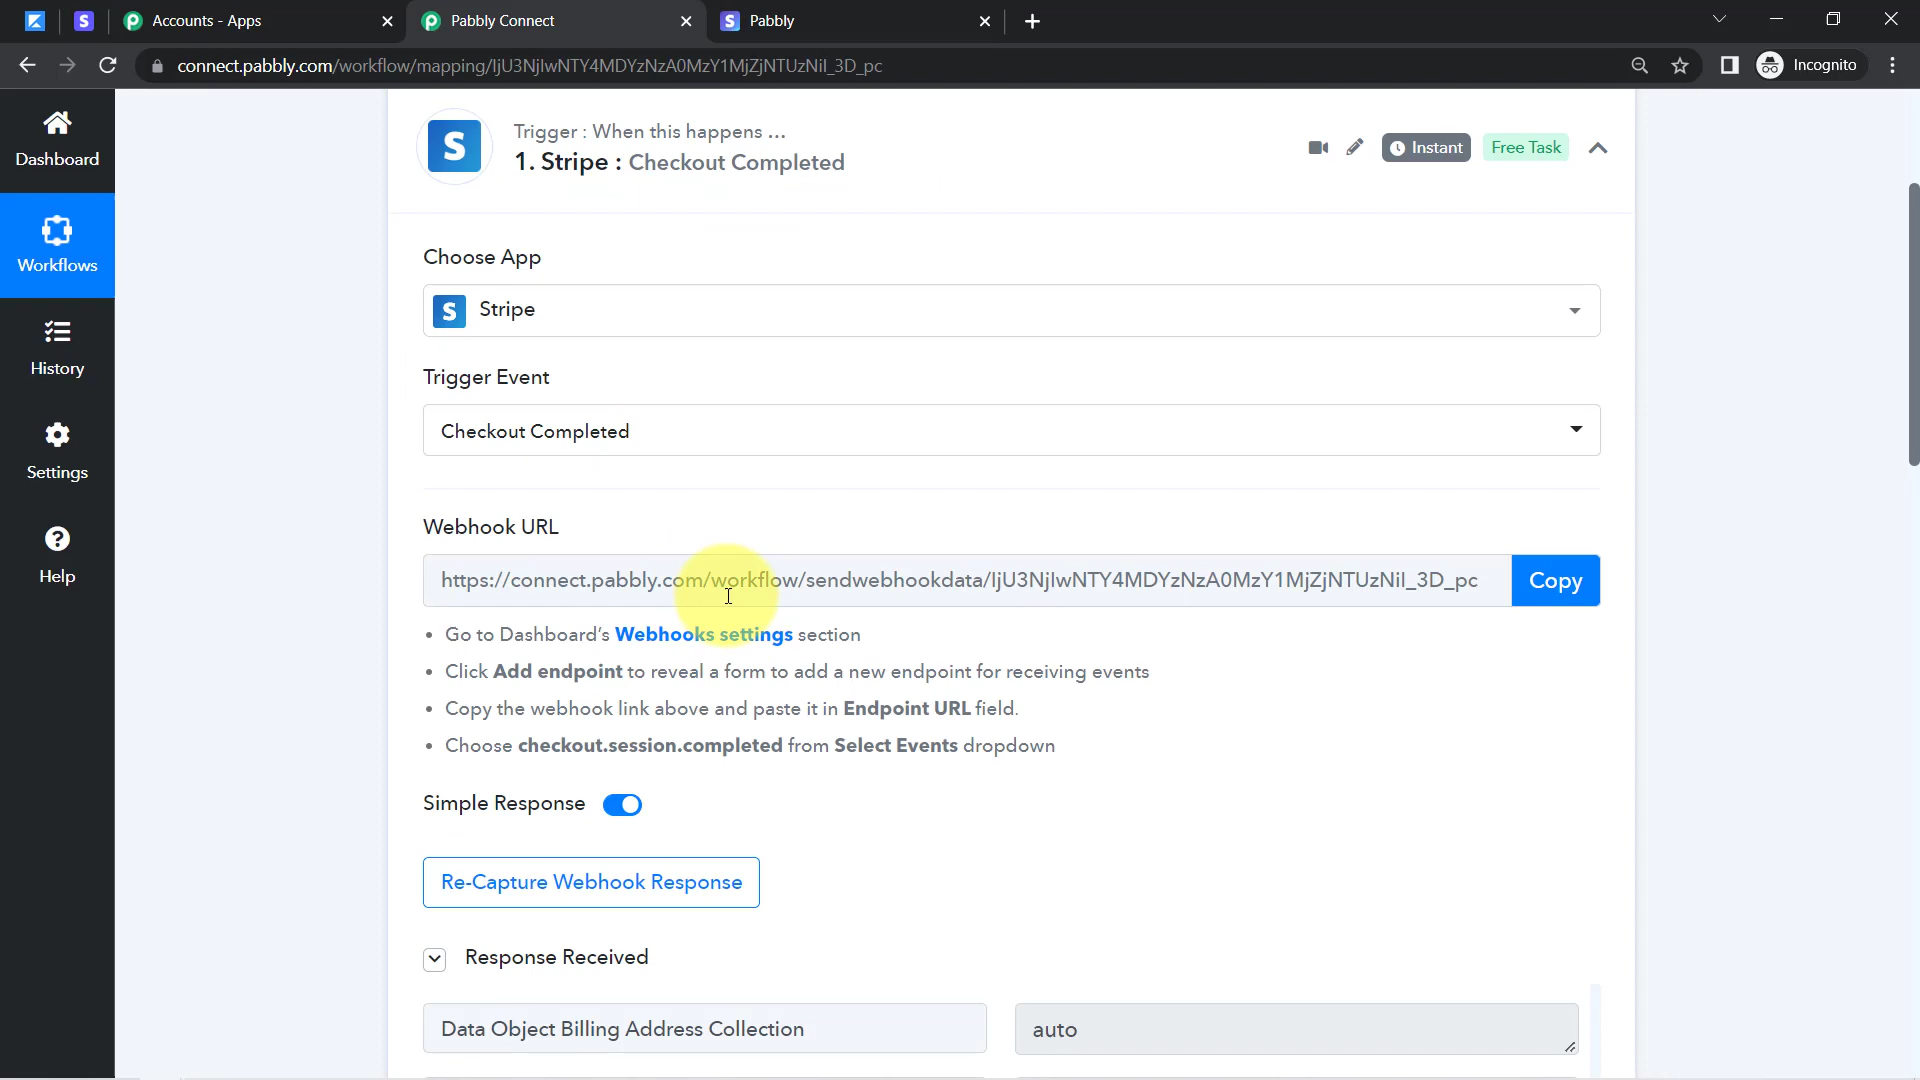 Accounts - Apps
Pabbly Connect
Pabbly
connect.pabbly.com/workflow/mapping/IjU3NjIwNTY4MDYzNzA0MzY1MjZjNTUzNiI_3D_pc
Incognito
Dashboard
Workflows
History
Settings
Help
Trigger : When this happens ...
1. Stripe : Checkout Completed
Instant
Free Task
Choose App
Stripe
Trigger Event
Checkout Completed
Webhook URL
https://connect.pabbly.com/workflow/sendwebhookdata/IjU3NjIwNTY4MDYzNzA0MzY1MjZjNTUzNiI_3D_pc
Copy
• Go to Dashboard's Webhooks settings section
• Click Add endpoint to reveal a form to add a new endpoint for receiving events
• Copy the webhook link above and paste it in Endpoint URL field.
• Choose checkout.session.completed from Select Events dropdown
Simple Response
Re-Capture Webhook Response
Response Received
Data Object Billing Address Collection
auto